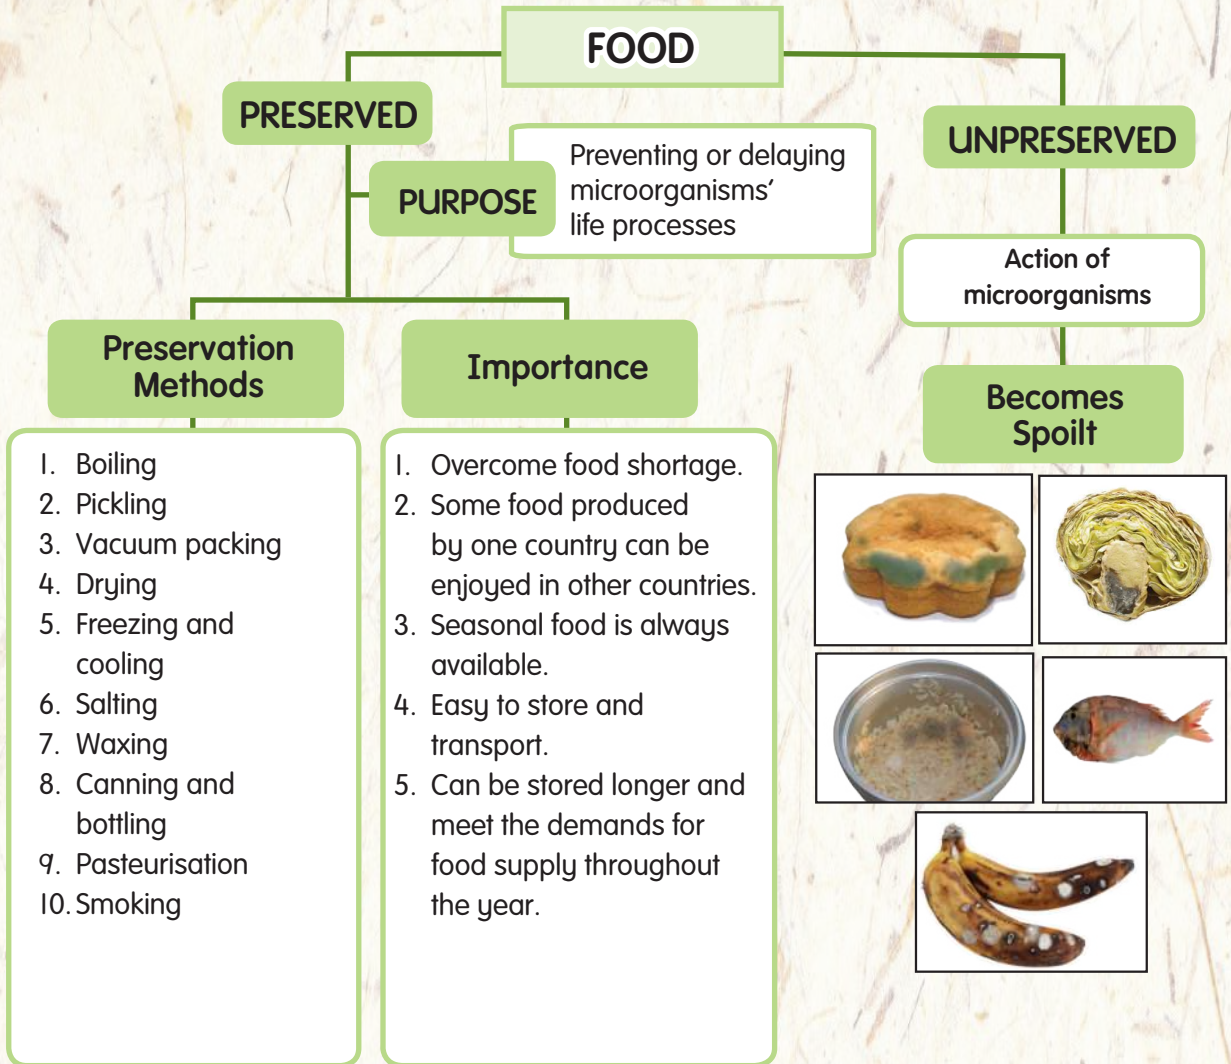 FOOD
PRESERVED
PURPOSE
Preventing or delaying
microorganisms'
life processes
Preservation
Methods
1. Boiling
2. Pickling
3. Vacuum packing
4. Drying
5. Freezing and
cooling
6. Salting
7. Waxing
8. Canning and
bottling
9. Pasteurisation
10. Smoking
Importance
1. Overcome food shortage.
2. Some food produced
by one country can be
enjoyed in other countries.
3. Seasonal food is always
available.
4. Easy to store and
transport.
5. Can be stored longer and
meet the demands for
food supply throughout
the year.
UNPRESERVED
Action of
microorganisms
Becomes
Spoilt